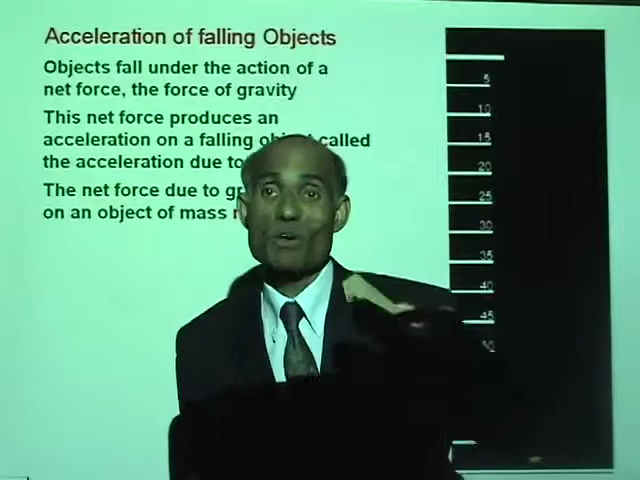 Acceleration of falling Objects
Objects fall under the action of a
net force, the force of gravity
This net force produces an
acceleration on a falling called
the acceleration due to
The net force due to
on an object of mass
5
10
15
20
25
30
35
40
45
50